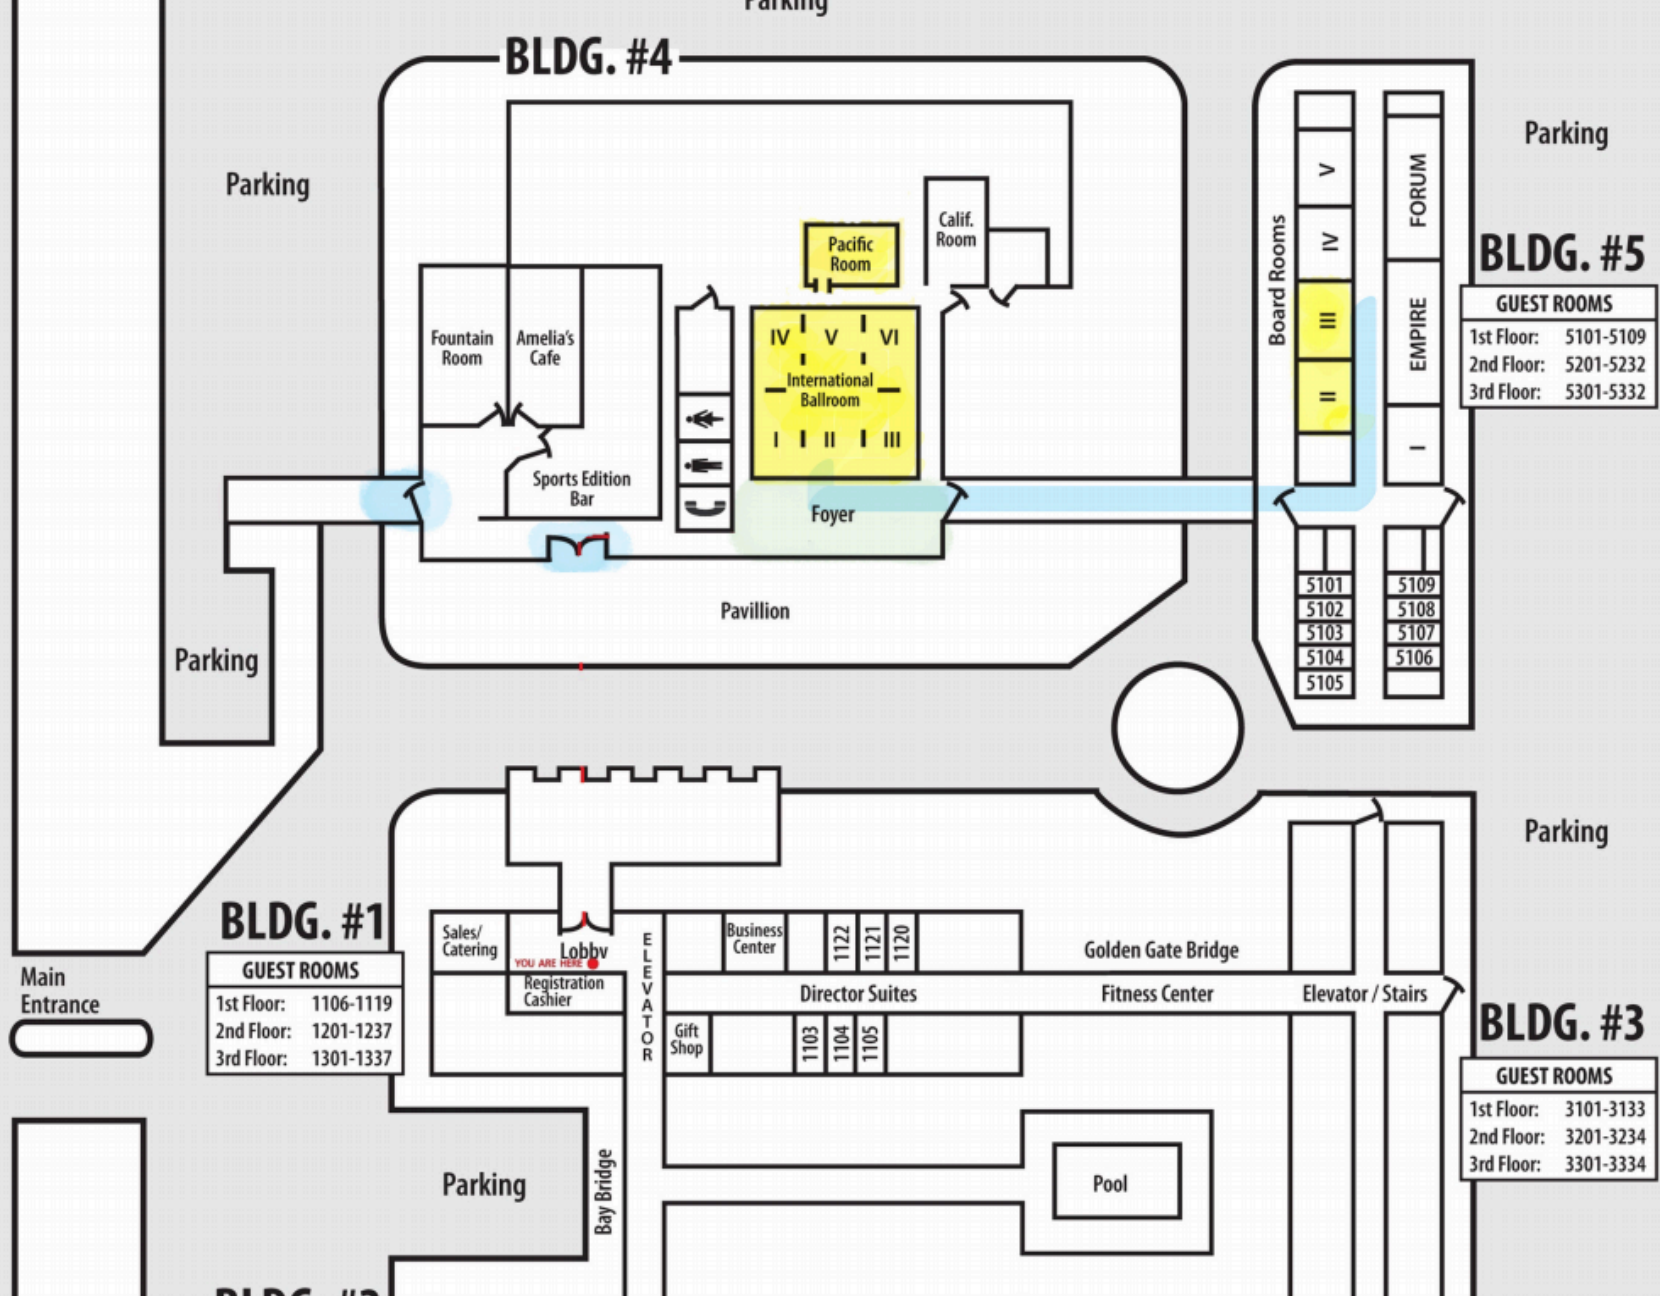 Parking
BLDG. #4
Parking
Parking
Pacific
Room
Calif.
Room
Fountain
Room
Amelia's
Cafe
IV V VI
International
Ballroom
I II III
Sports Edition
Bar
Foyer
Pavillion
Parking
Board Rooms
V
IV
III
II
FORUM
EMPIRE
I
BLDG. #5
GUEST ROOMS
1st Floor: 5101-5109
2nd Floor: 5201-5232
3rd Floor: 5301-5332
5101
5102
5103
5104
5105
5109
5108
5107
5106
Parking
BLDG. #1
GUEST ROOMS
1st Floor: 1106-1119
2nd Floor: 1201-1237
3rd Floor: 1301-1337
Main
Entrance
Sales/
Catering
Lobby
YOU ARE HERE
Registration
Cashier
ELEVATOR
Business
Center
1122
1121
1120
Director Suites
Gift
Shop
1103
1104
1105
Golden Gate Bridge
Fitness Center
Elevator / Stairs
BLDG. #3
GUEST ROOMS
1st Floor: 3101-3133
2nd Floor: 3201-3234
3rd Floor: 3301-3334
Parking
Bay Bridge
Pool